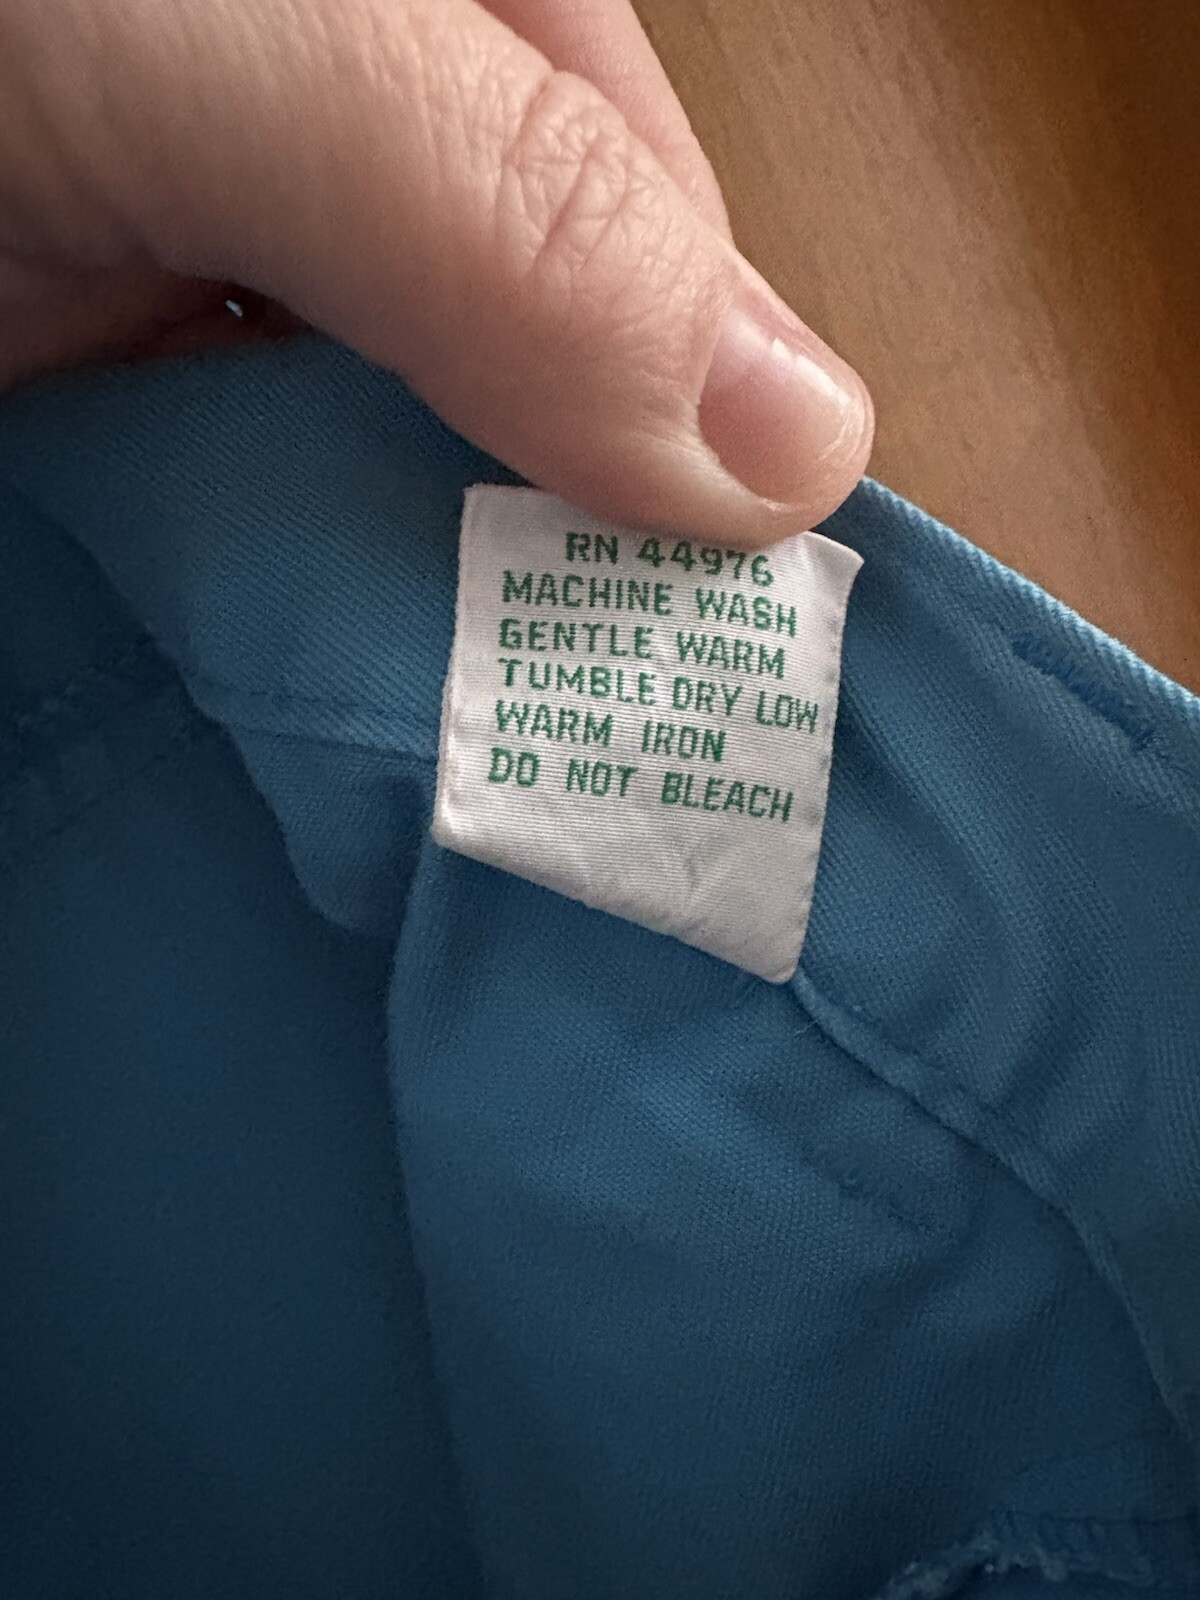 RN 44976
MACHINE WASH
GENTLE WARM
TUMBLE DRY LOW
WARM IRON
DO NOT BLEACH